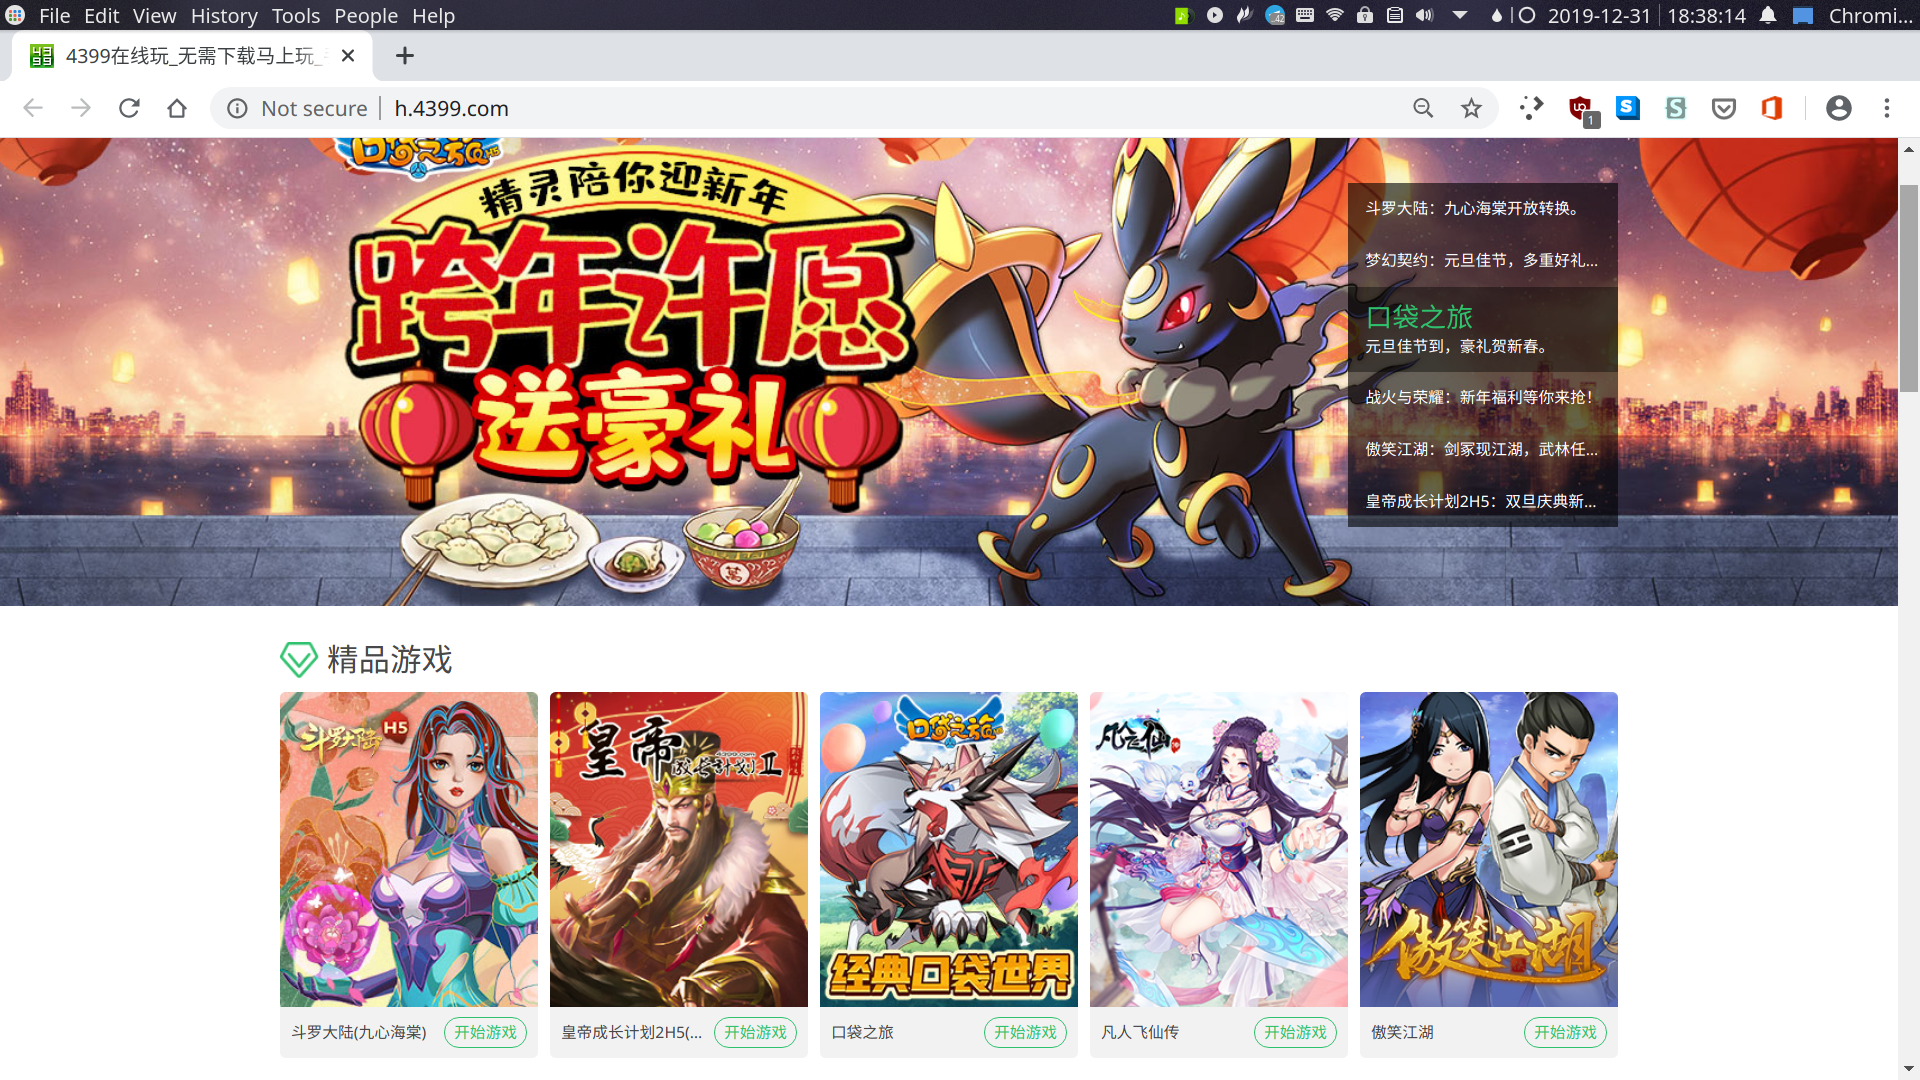 File Edit View History Tools People Help
42
2019-12-31 18:38:14 Chromi...
4399在线玩_无需下载马上玩_
Not secure h.4399.com
1
口袋之旅H5
精灵陪你迎新年
跨年许愿
送豪礼
萬
斗罗大陆：九心海棠开放转换。
梦幻契约：元旦佳节，多重好礼...
口袋之旅
元旦佳节到，豪礼贺新春。
战火与荣耀：新年福利等你来抢！
傲笑江湖：剑冢现江湖，武林任...
皇帝成长计划2H5：双旦庆典新...
精品游戏
斗罗大陆 H5
皇帝
4399.com
成长计划II
口袋之旅
经典口袋世界
凡人飞仙传
傲笑江湖
斗罗大陆(九心海棠) 开始游戏
皇帝成长计划2H5(... 开始游戏
口袋之旅 开始游戏
凡人飞仙传 开始游戏
傲笑江湖 开始游戏